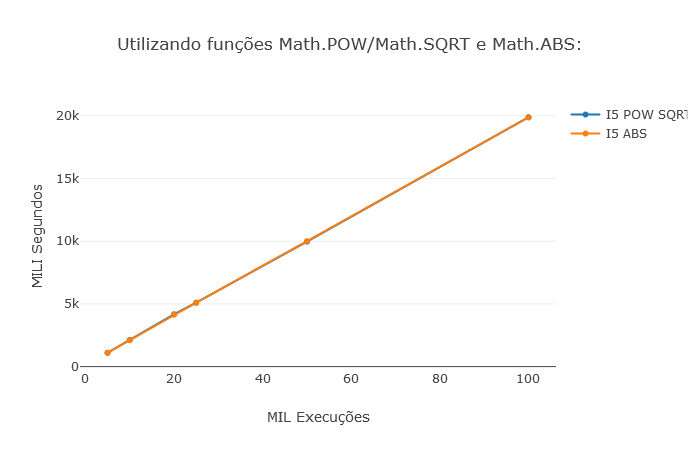 Utilizando funções Math.POW/Math.SQRT e Math.ABS:
I5 POW SQRT
I5 ABS
20k
15k
10k
5k
0
MILI Segundos
0 20 40 60 80 100
MIL Execuções